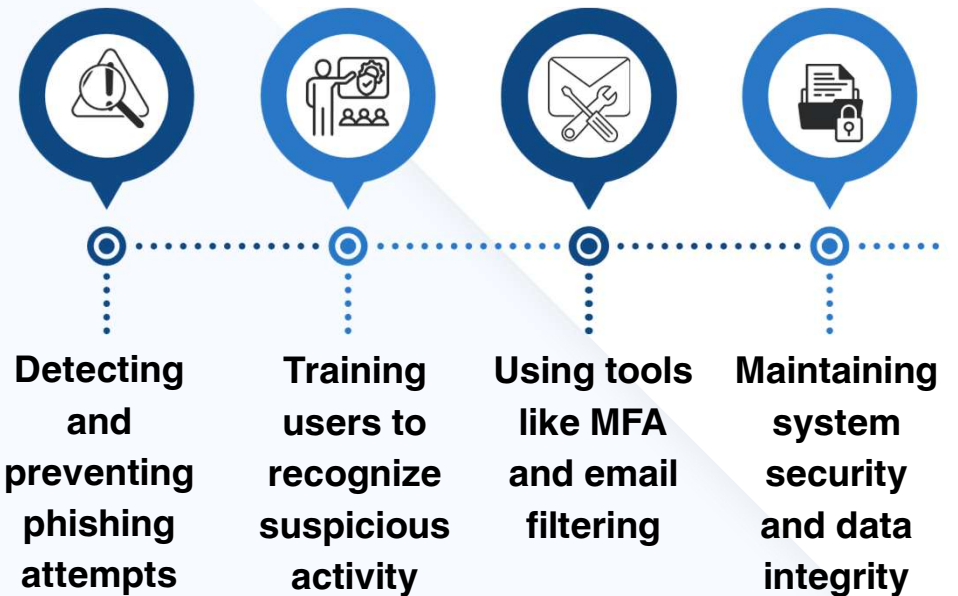 Detecting
and
preventing
phishing
attempts
Training
users to
recognize
suspicious
activity
Using tools
like MFA
and email
filtering
Maintaining
system
security
and data
integrity